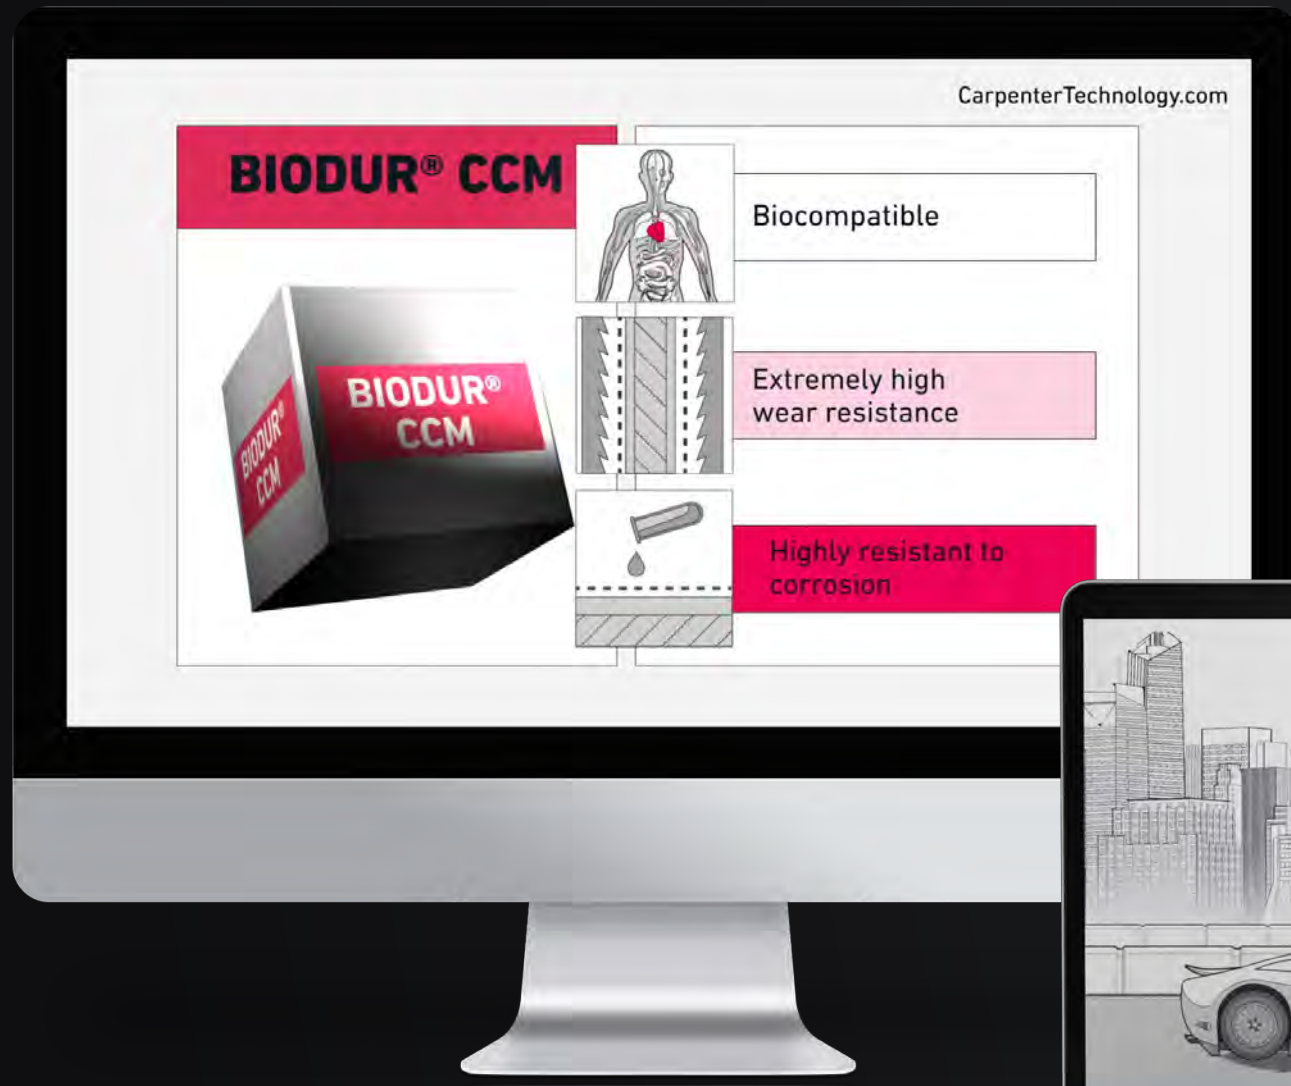 CarpenterTechnology.com
BIODUR® CCM
BIODUR®
CCM
BIODUR®
CCM
Biocompatible
Extremely high
wear resistance
Highly resistant to
corrosion